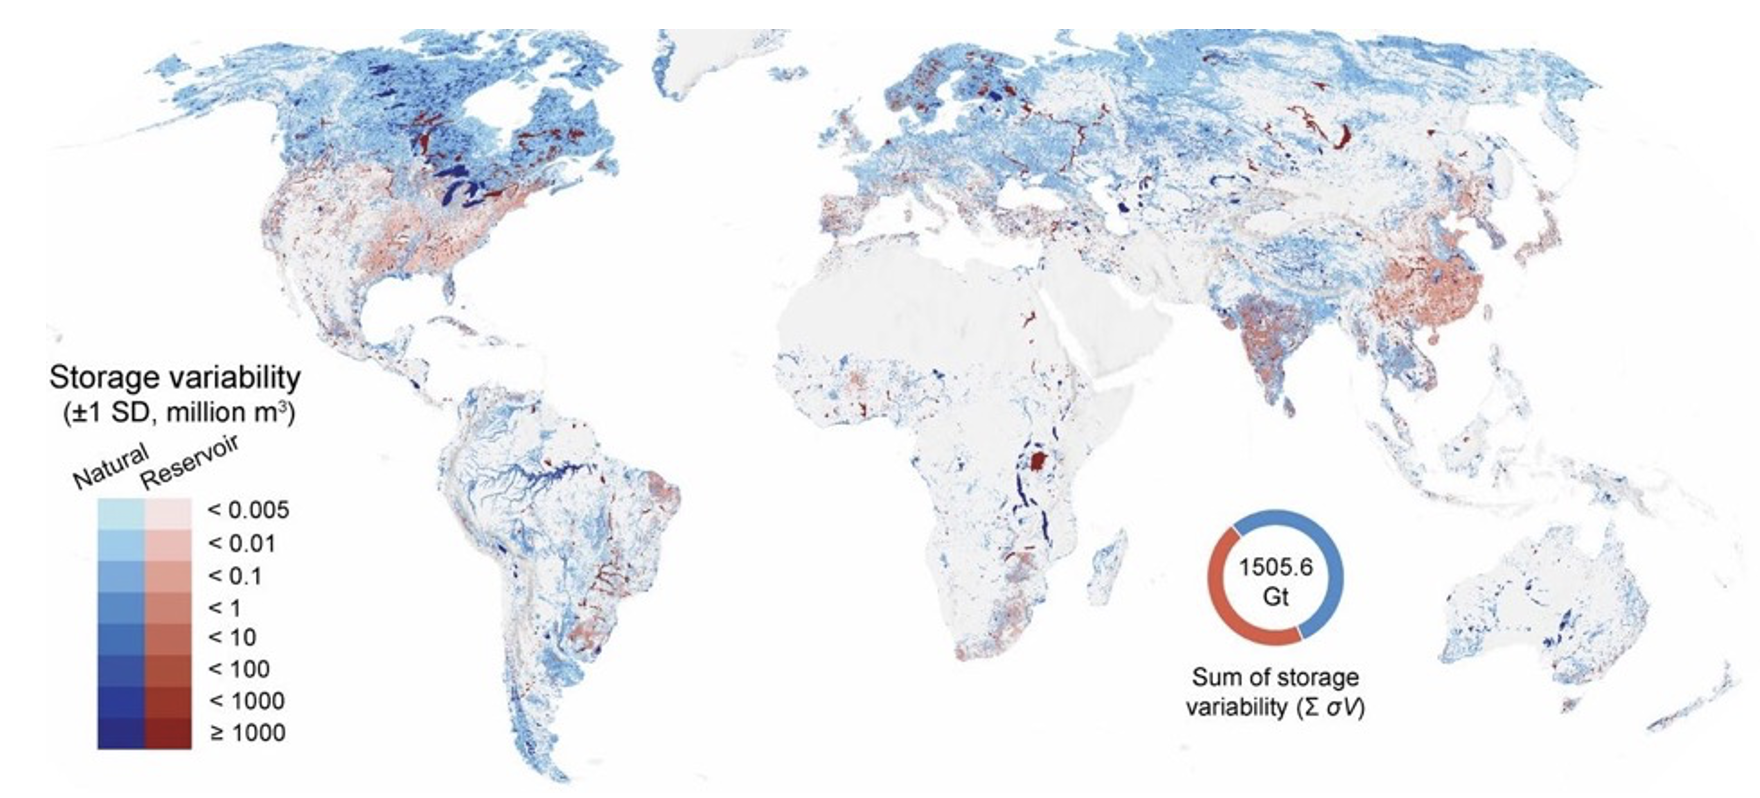 Storage variability
(±1 SD, million m³)
Natural
Reservoir
< 0.005
< 0.01
< 0.1
< 1
< 10
< 100
< 1000
≥ 1000
1505.6
Gt
Sum of storage
variability (Σ σV)